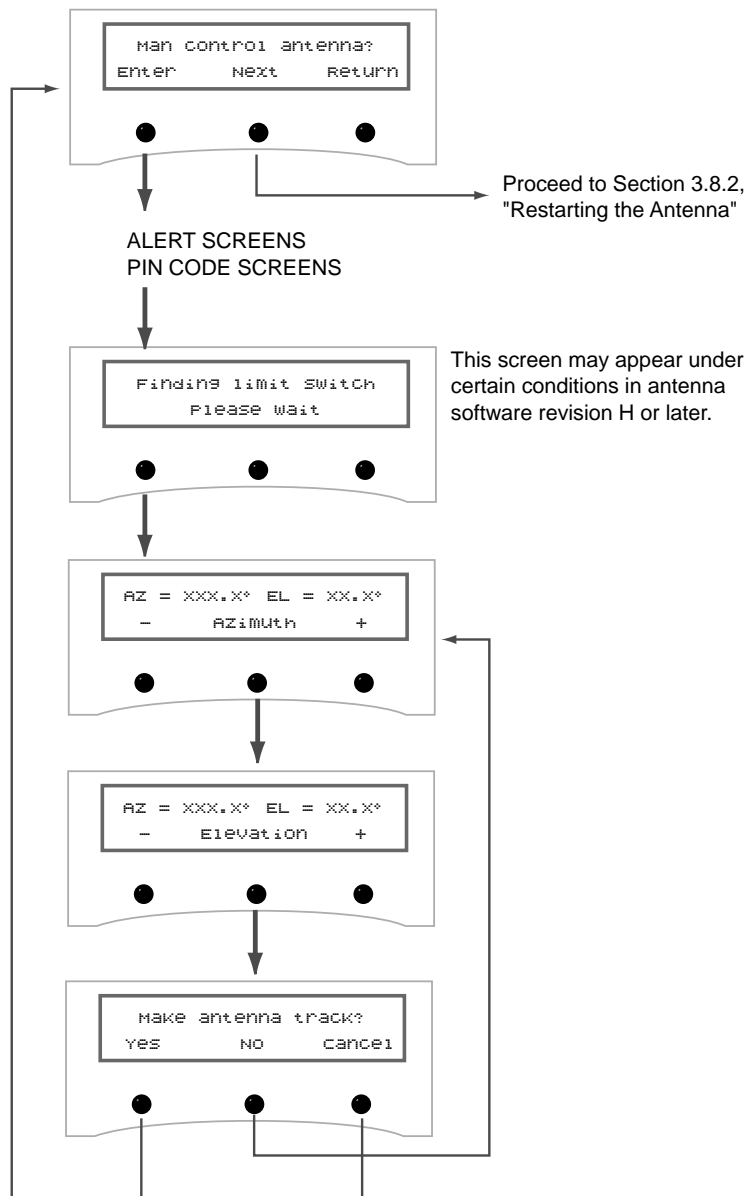 Man control antenna?
Enter Next Return
Proceed to Section 3.8.2,
"Restarting the Antenna"
ALERT SCREENS
PIN CODE SCREENS
Finding limit switch
Please wait
This screen may appear under
certain conditions in antenna
software revision H or later.
AZ = XXX.X° EL = XX.X°
- Azimuth +
AZ = XXX.X° EL = XX.X°
- Elevation +
Make antenna track?
Yes No Cancel